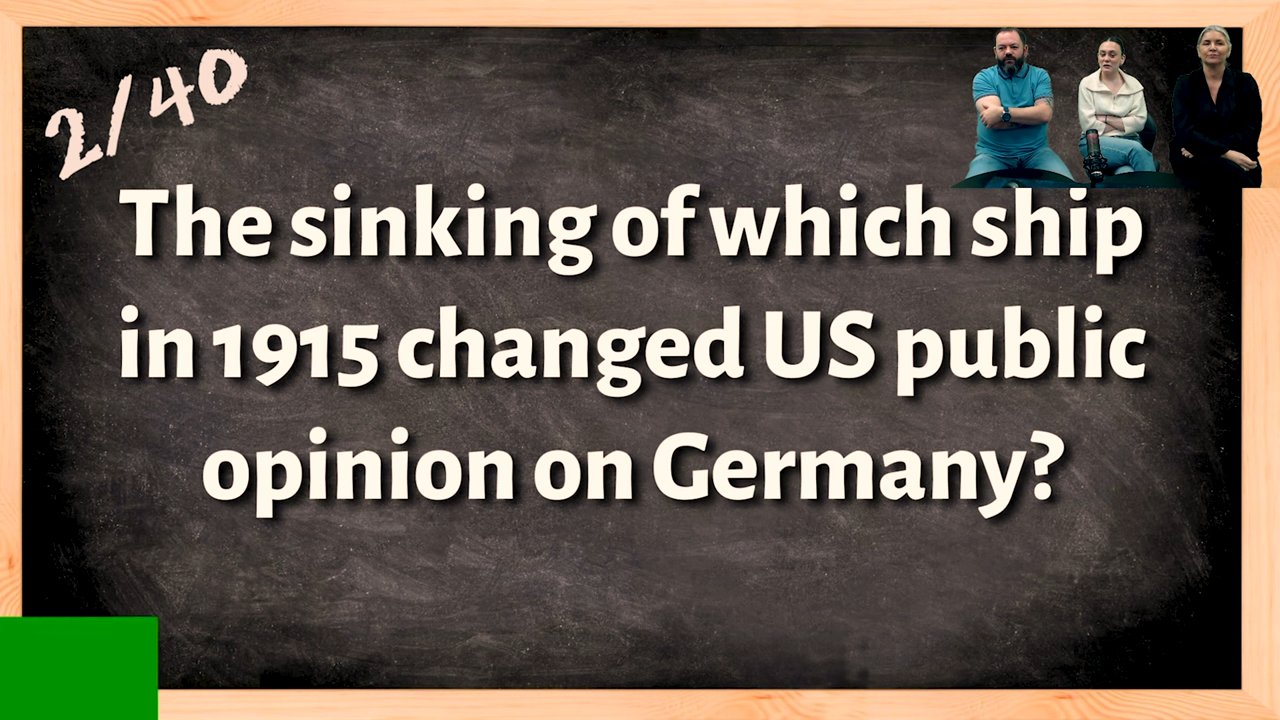 2/40
The sinking of which ship
in 1915 changed US public
opinion on Germany?